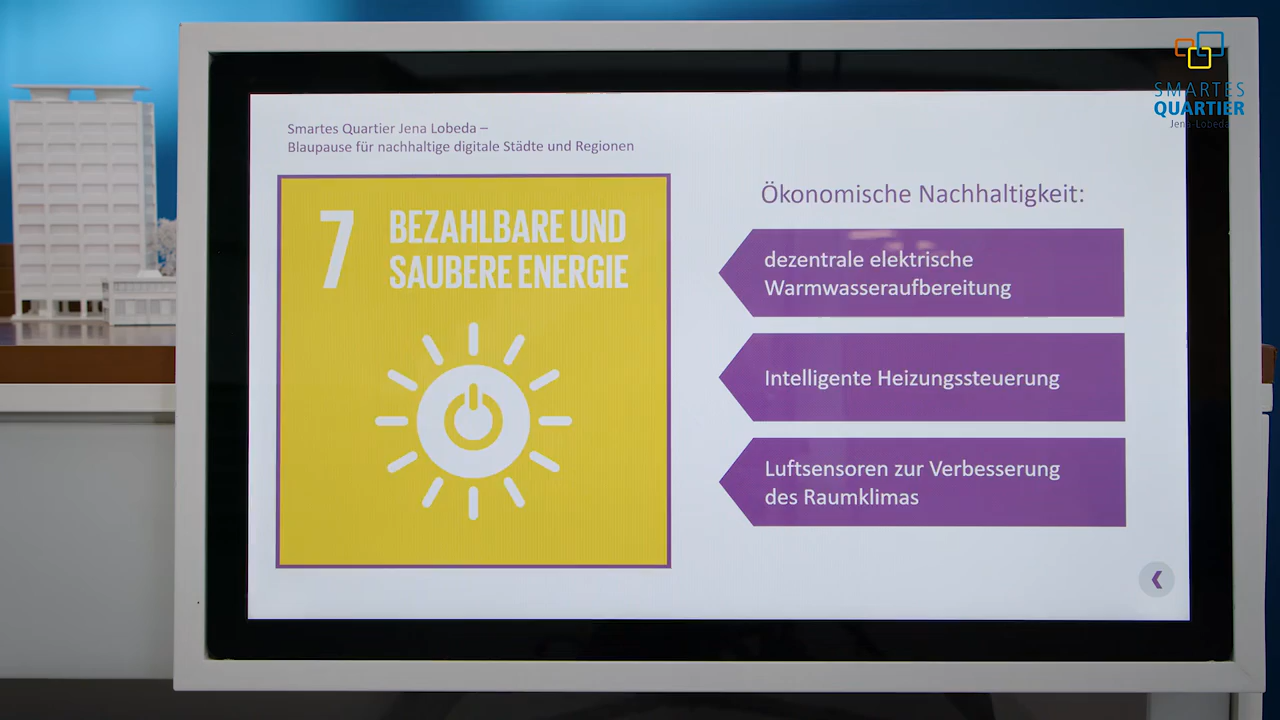 SMARTES
QUARTIER
Jena-Lobeda
Smartes Quartier Jena Lobeda –
Blaupause für nachhaltige digitale Städte und Regionen
7 BEZAHLBARE UND
SAUBERE ENERGIE
Ökonomische Nachhaltigkeit:
dezentrale elektrische
Warmwasseraufbereitung
Intelligente Heizungssteuerung
Luftsensoren zur Verbesserung
des Raumklimas